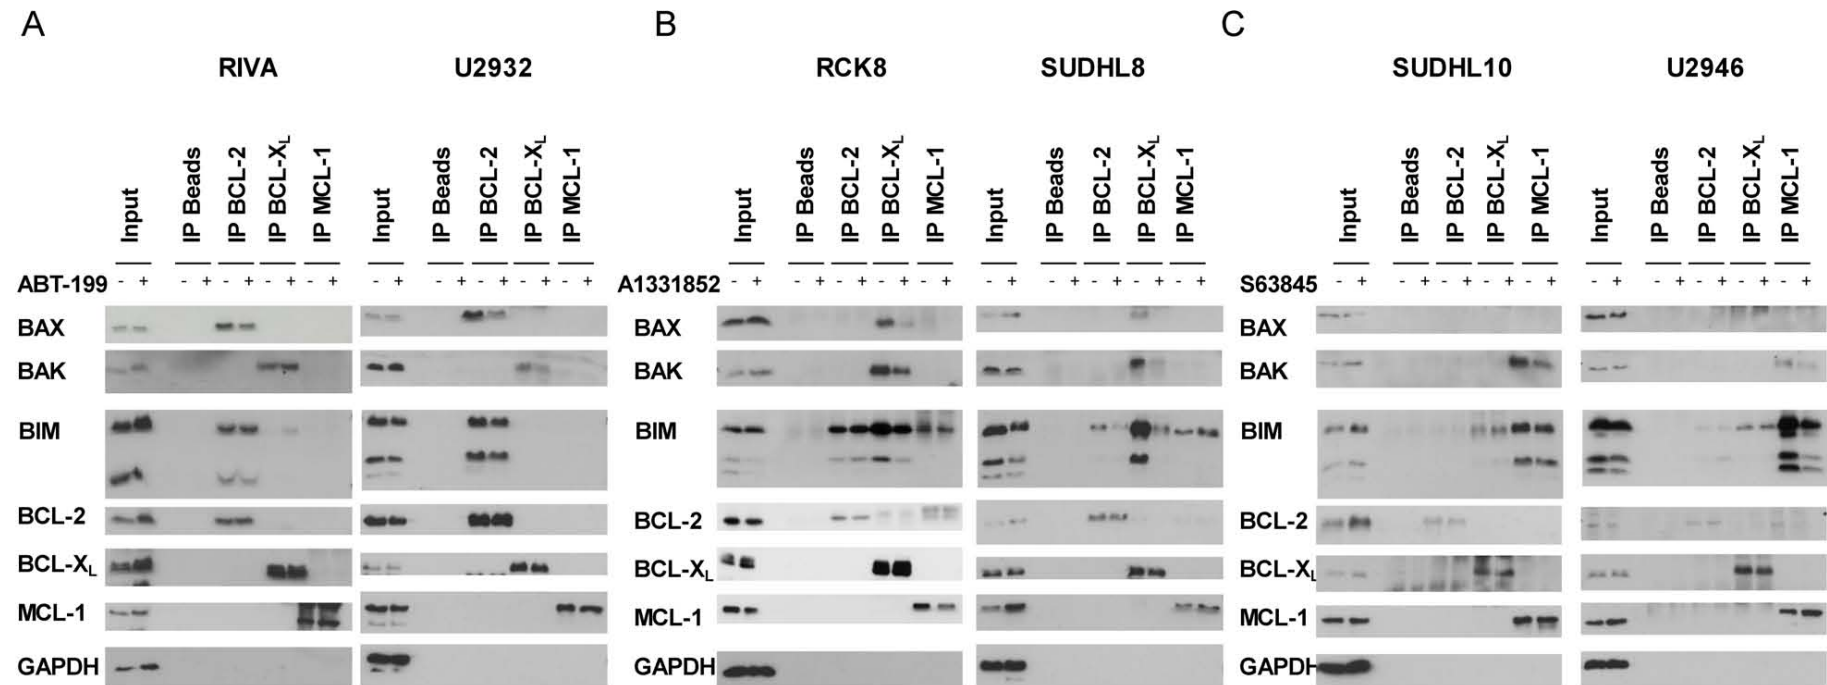 A B C
RIVA U2932 RCK8 SUDHL8 SUDHL10 U2946
Input IP Beads IP BCL-2 IP BCL-XL IP MCL-1 Input IP Beads IP BCL-2 IP BCL-XL IP MCL-1 Input IP Beads IP BCL-2 IP BCL-XL IP MCL-1 Input IP Beads IP BCL-2 IP BCL-XL IP MCL-1 Input IP Beads IP BCL-2 IP BCL-XL IP MCL-1 Input IP Beads IP BCL-2 IP BCL-XL IP MCL-1
ABT-199 - + - + - + - + - + - + - + - + - + - + A1331852 - + - + - + - + - + - + - + - + - + - + S63845 - + - + - + - + - + - + - + - + - + - +
BAX BAX BAX
BAK BAK BAK
BIM BIM BIM
BCL-2 BCL-2 BCL-2
BCL-XL BCL-XL BCL-XL
MCL-1 MCL-1 MCL-1
GAPDH GAPDH GAPDH